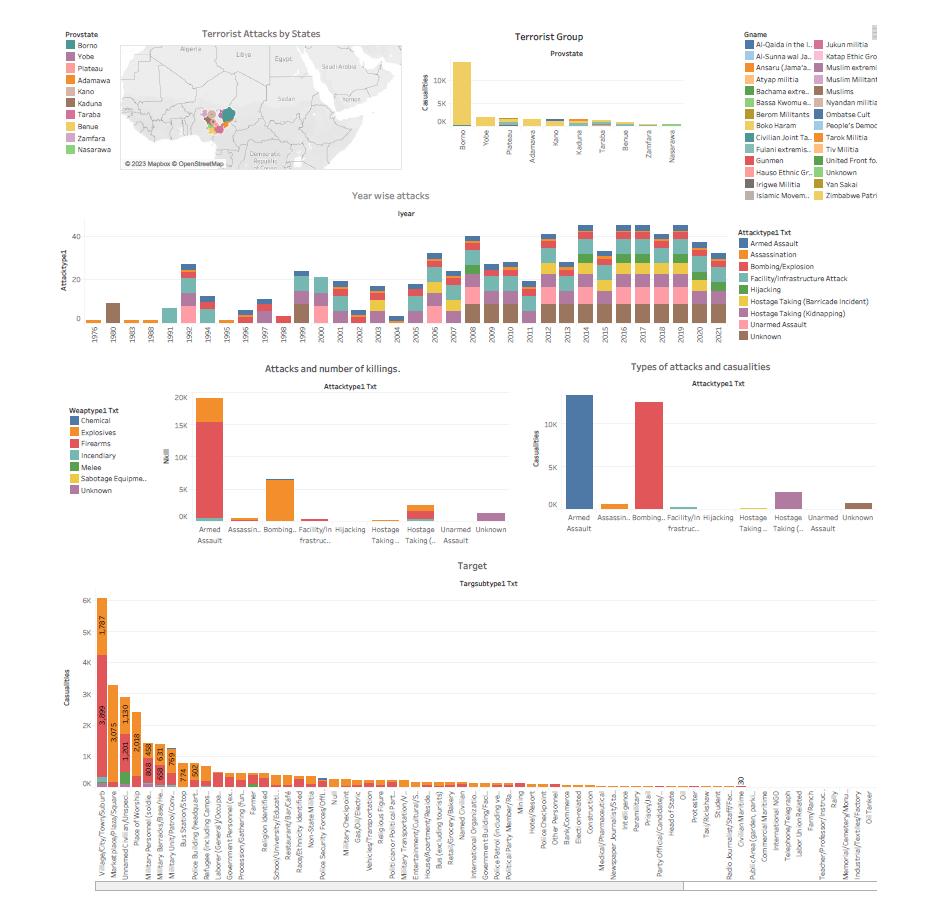 Provstate
Borno
Yobe
Plateau
Adamawa
Kano
Kaduna
Taraba
Benue
Zamfara
Nasarawa
Terrorist Attacks by States
Algeria
Libya
Egypt
Saudi Arabia
Sudan
Yemen
Democratic
Republic
of Congo
© 2023 Mapbox © OpenStreetMap
Terrorist Group
Provstate
Casualities
10K
5K
0K
Borno
Yobe
Plateau
Adamawa
Kano
Kaduna
Taraba
Benue
Zamfara
Nasarawa
Gname
Al-Qaida in the I..
Al-Sunna wal Ja..
Ansaru (Jama'a..
Atyap militia
Bachama extre..
Bassa Kwomu e..
Berom Militants
Boko Haram
Civilian Joint Ta..
Fulani extremis..
Gunmen
Hauso Ethnic Gr..
Irigwe Militia
Islamic Movem..
Jukun militia
Katap Ethnic Gro
Muslim extremi
Muslim Militant
Muslims
Nyandan militia
Ombatse Cult
People's Democ
Tarok Militia
Tiv Militia
United Front fo.
Unknown
Yan Sakai
Zimbabwe Patri
Year wise attacks
Iyear
Attacktype1
40
20
0
1976
1980
1983
1988
1991
1992
1994
1995
1996
1997
1998
1999
2000
2001
2002
2003
2004
2005
2006
2007
2008
2009
2010
2011
2012
2013
2014
2015
2016
2017
2018
2019
2020
2021
Attacktype1 Txt
Armed Assault
Assassination
Bombing/Explosion
Facility/Infrastructure Attack
Hijacking
Hostage Taking (Barricade Incident)
Hostage Taking (Kidnapping)
Unarmed Assault
Unknown
Attacks and number of killings.
Attacktype1 Txt
Weaptype1 Txt
Chemical
Explosives
Firearms
Incendiary
Melee
Sabotage Equipme..
Unknown
Nkill
20K
15K
10K
5K
0K
Armed
Assault
Assassin..
Bombing..
Facility/In
frastruc..
Hijacking
Hostage
Taking ..
Hostage
Taking (..
Unarmed
Assault
Unknown
Types of attacks and casualities
Attacktype1 Txt
Casualities
10K
5K
0K
Armed
Assault
Assassin..
Bombing..
Facility/In
frastruc..
Hijacking
Hostage
Taking ..
Hostage
Taking (..
Unarmed
Assault
Unknown
Target
Targsubtype1 Txt
Casualities
6K
5K
4K
3K
2K
1K
0K
1,787
3,899
3,075
1,130
1,201
2,018
458
808
631
658
769
774
502
30
Village/City/Town/Suburb
Marketplace/Plaza/Square
Unnamed Civilian/Unspeci..
Place of Worship
Military Personnel (soldie..
Military Barracks/Base/He..
Military Unit/Patrol/Conv..
Bus Station/Stop
Police Building (headquart..
Refugee (including Camps..
Laborer (General)/Occupa..
Government Personnel (ex..
Procession/Gathering (fun..
Farmer
Religion Identified
School/University/Educati..
Restaurant/Bar/Café
Race/Ethnicity Identified
Non-State Militia
Police Security Forces/Offi..
Null
Military Checkpoint
Gas/Oil/Electric
Vehicles/Transportation
Religious Figure
Politician or Political Part..
Military Transportation/V..
Entertainment/Cultural/S..
House/Apartment/Reside..
Bus (excluding tourists)
Retail/Grocery/Bakery
Named Civilian
International Organizatio..
Government Building/Faci..
Police Patrol (including ve..
Political Party Member/Ra..
Mining
Hotel/Resort
Police Checkpoint
Other Personnel
Bank/Commerce
Election-related
Construction
Medical/Pharmaceutical
Newspaper Journalist/Staf..
Intelligence
Paramilitary
Prison/Jail
Party Official/Candidate/..
Head of State
Oil
Protester
Taxi/Rickshaw
Student
Radio Journalist/Staff/Fac..
Civilian Maritime
Public Area (garden, parki..
Commercial Maritime
International NGO
Telephone/Telegraph
Labor Union Related
Farm/Ranch
Teacher/Professor/Instruc..
Rally
Memorial/Cemetery/Monu..
Industrial/Textiles/Factory
Oil Tanker